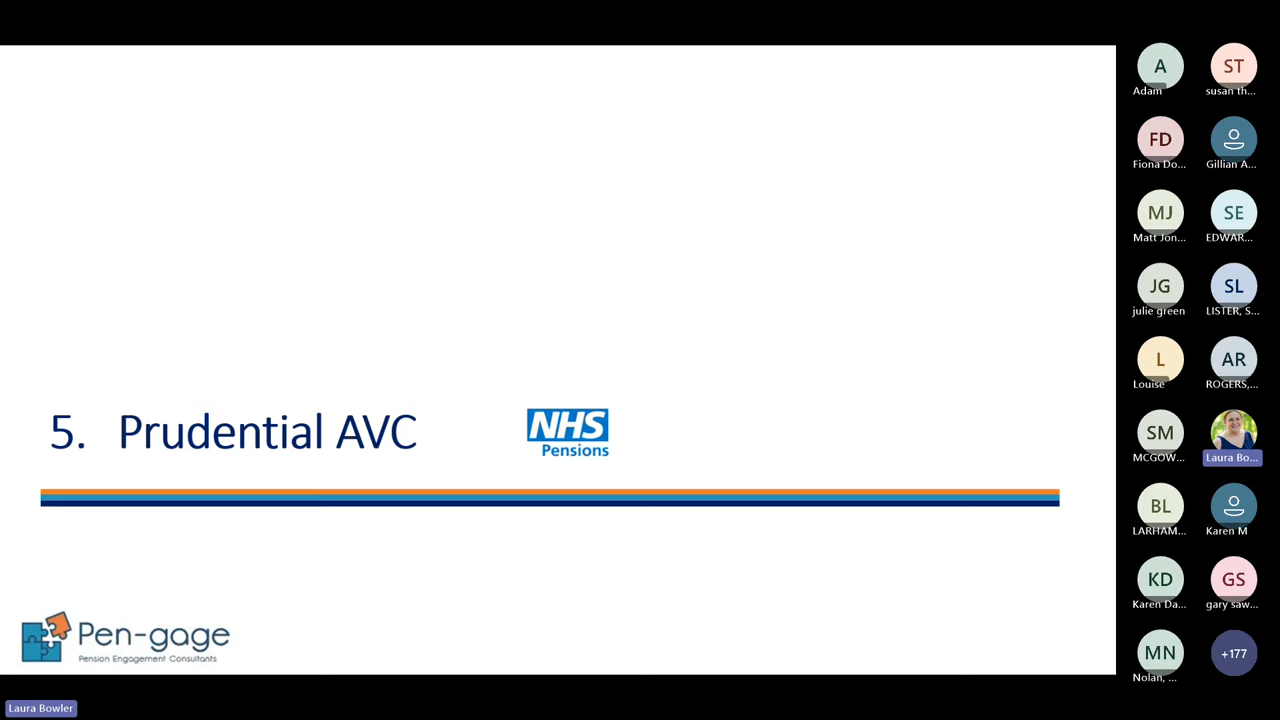 5. Prudential AVC
NHS
Pensions
Pen-gage
Pension Engagement Consultants
Laura Bowler
A
Adam
ST
susan th...
FD
Fiona Do...
Gillian A...
MJ
Matt Jon...
SE
EDWAR...
JG
julie green
SL
LISTER, S...
L
Louise
AR
ROGERS,...
SM
MCGOW...
Laura Bo...
BL
LARHAM...
Karen M
KD
Karen Da...
GS
gary saw...
MN
Nolan, ...
+177